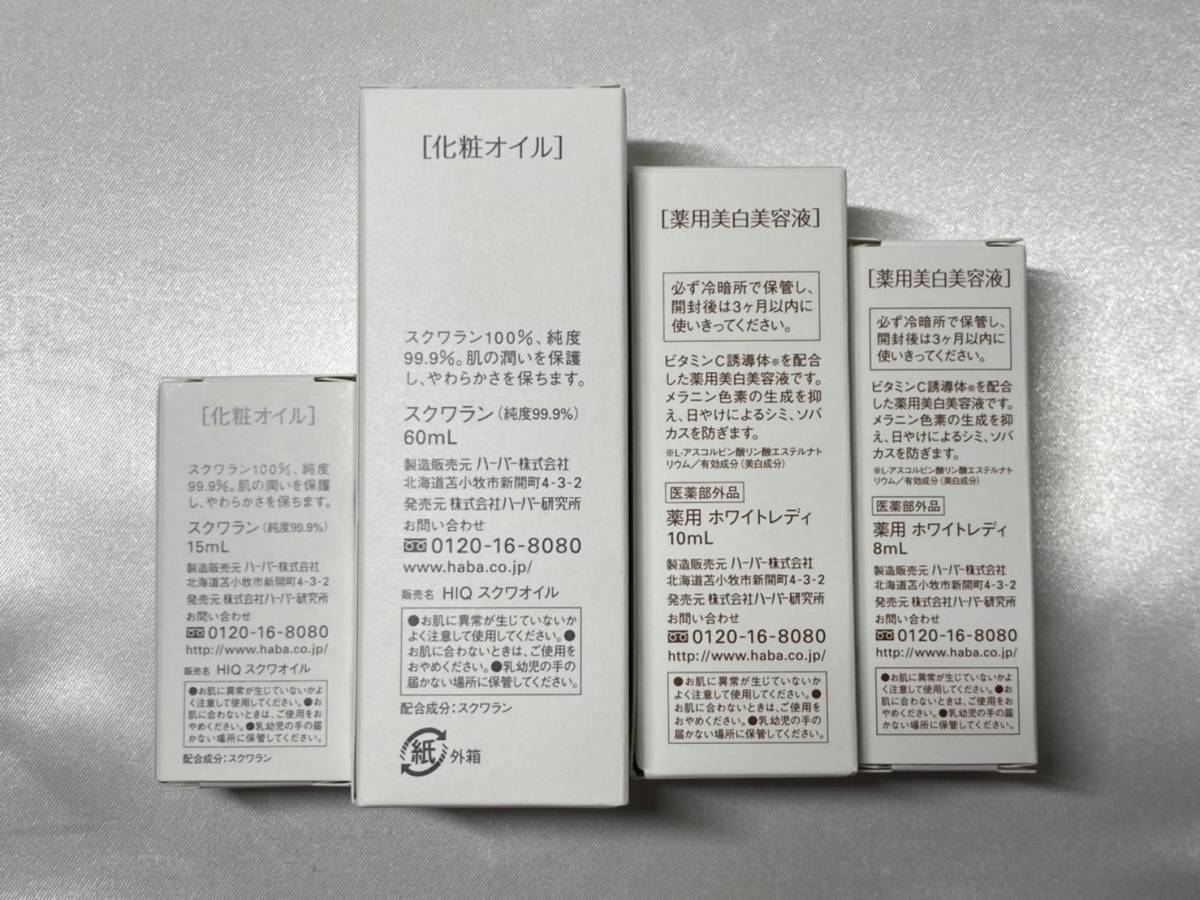 [化粧オイル]
スクワラン100%、純度
99.9%。肌の潤いを保護
し、やわらかさを保ちます。
スクワラン(純度99.9%)
15mL
製造販売元 ハーバー株式会社
北海道苫小牧市新開町4-3-2
発売元 株式会社ハーバー研究所
お問い合わせ
0120-16-8080
http://www.haba.co.jp/
販売名 HIQ スクワオイル
●お肌に異常が生じていないかよ
く注意して使用してください。●お
肌に合わないときは、ご使用をお
やめください。●乳幼児の手の届
かない場所に保管してください。
配合成分:スクワラン
[化粧オイル]
スクワラン100%、純度
99.9%。肌の潤いを保護
し、やわらかさを保ちます。
スクワラン(純度99.9%)
60mL
製造販売元 ハーバー株式会社
北海道苫小牧市新開町4-3-2
発売元 株式会社ハーバー研究所
お問い合わせ
0120-16-8080
www.haba.co.jp/
販売名 HIQ スクワオイル
●お肌に異常が生じていないか
よく注意して使用してください。●
お肌に合わないときは、ご使用を
おやめください。●乳幼児の手の
届かない場所に保管してください。
配合成分:スクワラン
紙 外箱
[薬用美白美容液]
必ず冷暗所で保管し、
開封後は3ヶ月以内に
使いきってください。
ビタミンC誘導体※を配合
した薬用美白美容液です。
メラニン色素の生成を抑
え、日やけによるシミ、ソバ
カスを防ぎます。
※L-アスコルビン酸リン酸エステルナト
リウム/有効成分(美白成分)
医薬部外品
薬用 ホワイトレディ
10mL
製造販売元 ハーバー株式会社
北海道苫小牧市新開町4-3-2
発売元 株式会社ハーバー研究所
お問い合わせ
0120-16-8080
http://www.haba.co.jp/
●お肌に異常が生じていないかよ
く注意して使用してください。●お
肌に合わないときは、ご使用をお
やめください。●乳幼児の手の届
かない場所に保管してください。
[薬用美白美容液]
必ず冷暗所で保管し、
開封後は3ヶ月以内に
使いきってください。
ビタミンC誘導体※を配合
した薬用美白美容液です。
メラニン色素の生成を抑
え、日やけによるシミ、ソバ
カスを防ぎます。
※L-アスコルビン酸リン酸エステルナト
リウム/有効成分(美白成分)
医薬部外品
薬用 ホワイトレディ
8mL
製造販売元 ハーバー株式会社
北海道苫小牧市新開町4-3-2
発売元 株式会社ハーバー研究所
お問い合わせ
0120-16-8080
http://www.haba.co.jp/
●お肌に異常が生じていないかよ
く注意して使用してください。●お
肌に合わないときは、ご使用をお
やめください。●乳幼児の手の届
かない場所に保管してください。